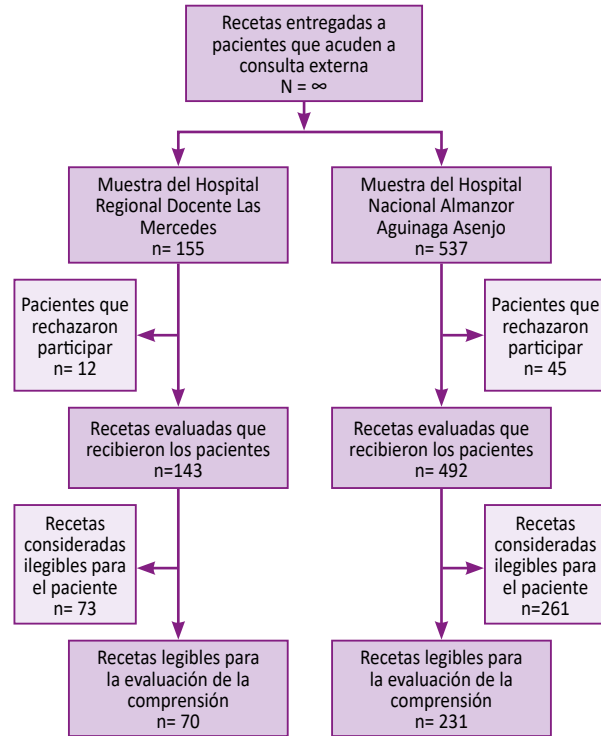 Recetas entregadas a
pacientes que acuden a
consulta externa
N = ∞
Muestra del Hospital
Regional Docente Las
Mercedes
n= 155
Muestra del Hospital
Nacional Almanzor
Aguinaga Asenjo
n= 537
Pacientes que
rechazaron
participar
n= 12
Pacientes que
rechazaron
participar
n= 45
Recetas evaluadas que
recibieron los pacientes
n=143
Recetas evaluadas que
recibieron los pacientes
n= 492
Recetas
consideradas
ilegibles para
el paciente
n= 73
Recetas
consideradas
ilegibles para
el paciente
n=261
Recetas legibles para
la evaluación de la
comprensión
n= 70
Recetas legibles para
la evaluación de la
comprensión
n= 231